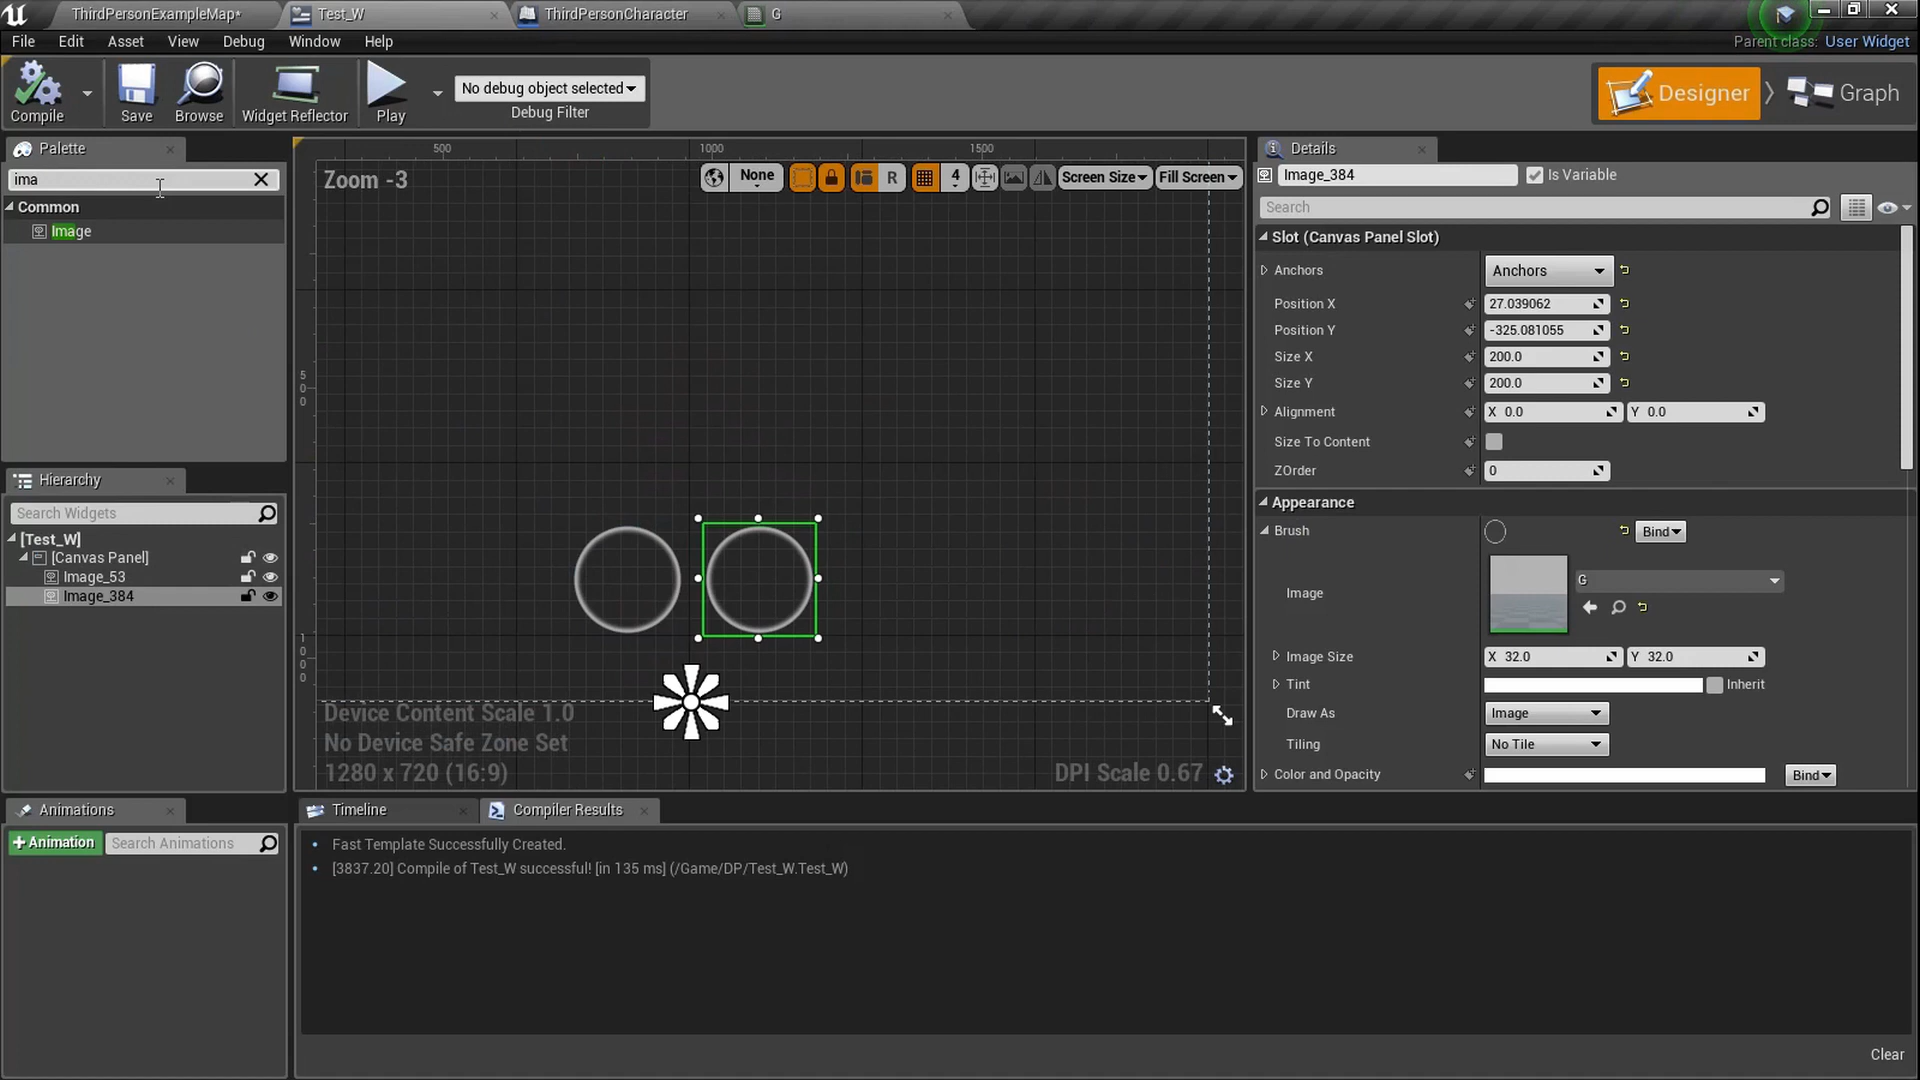 ThirdPersonExampleMap*
Test_W
ThirdPersonCharacter
G
File Edit Asset View Debug Window Help
Parent class: User Widget
Compile
Save
Browse
Widget Reflector
Play
No debug object selected
Debug Filter
Designer
Graph
Palette
ima
Common
Image
Hierarchy
Search Widgets
[Test_W]
[Canvas Panel]
Image_53
Image_384
500
1000
1500
Zoom -3
None
R
4
Screen Size
Fill Screen
5
0
0
1
0
0
0
Device Content Scale 1.0
No Device Safe Zone Set
1280 x 720 (16:9)
DPI Scale 0.67
Details
Image_384
Is Variable
Search
Slot (Canvas Panel Slot)
Anchors
Anchors
Position X
27.039062
Position Y
-325.081055
Size X
200.0
Size Y
200.0
Alignment
X 0.0
Y 0.0
Size To Content
ZOrder
0
Appearance
Brush
Bind
Image
G
Image Size
X 32.0
Y 32.0
Tint
Inherit
Draw As
Image
Tiling
No Tile
Color and Opacity
Bind
Animations
+Animation
Search Animations
Timeline
Compiler Results
Fast Template Successfully Created.
[3837.20] Compile of Test_W successful! [in 135 ms] (/Game/DP/Test_W.Test_W)
Clear